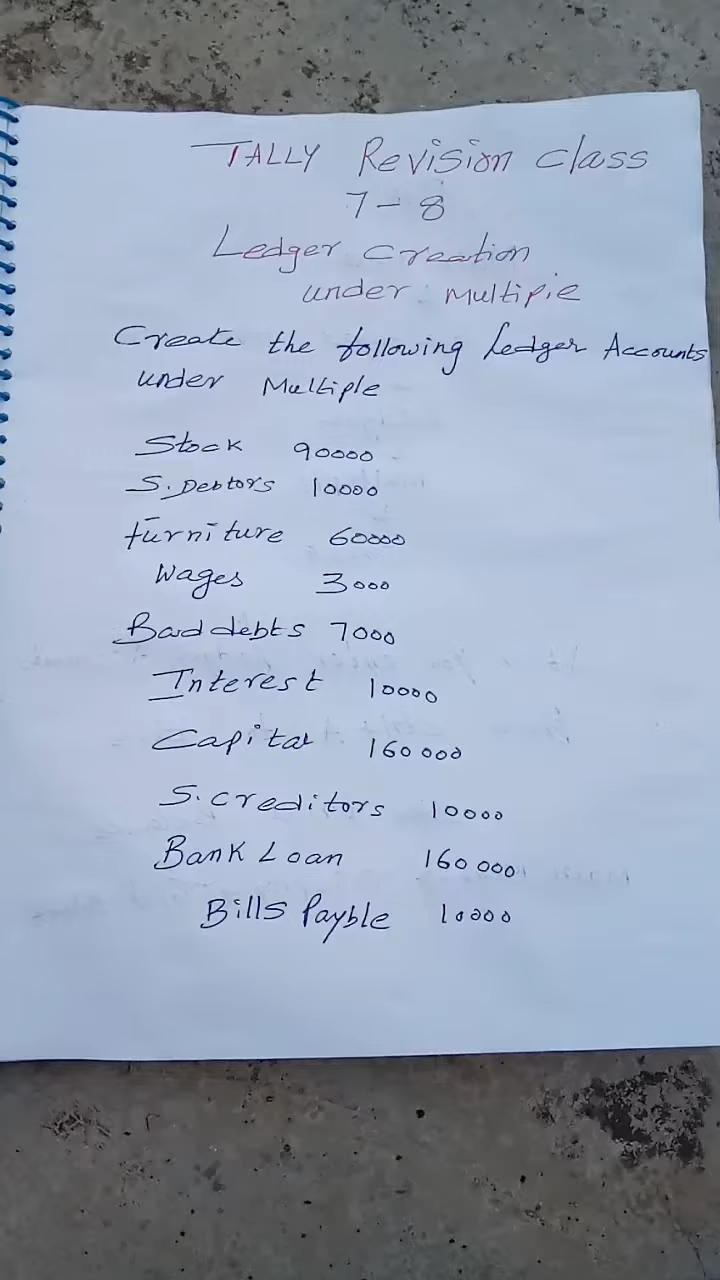 TALLY Revision class
7-8
Ledger creation
under multiple
Create the following Ledger Accounts
under Multiple
Stock 90000
S. Debtors 10000
furniture 60000
Wages 3000
Bad debts 7000
Interest 10000
Capital 160000
S. creditors 10000
Bank Loan 160000
Bills Payble 10000